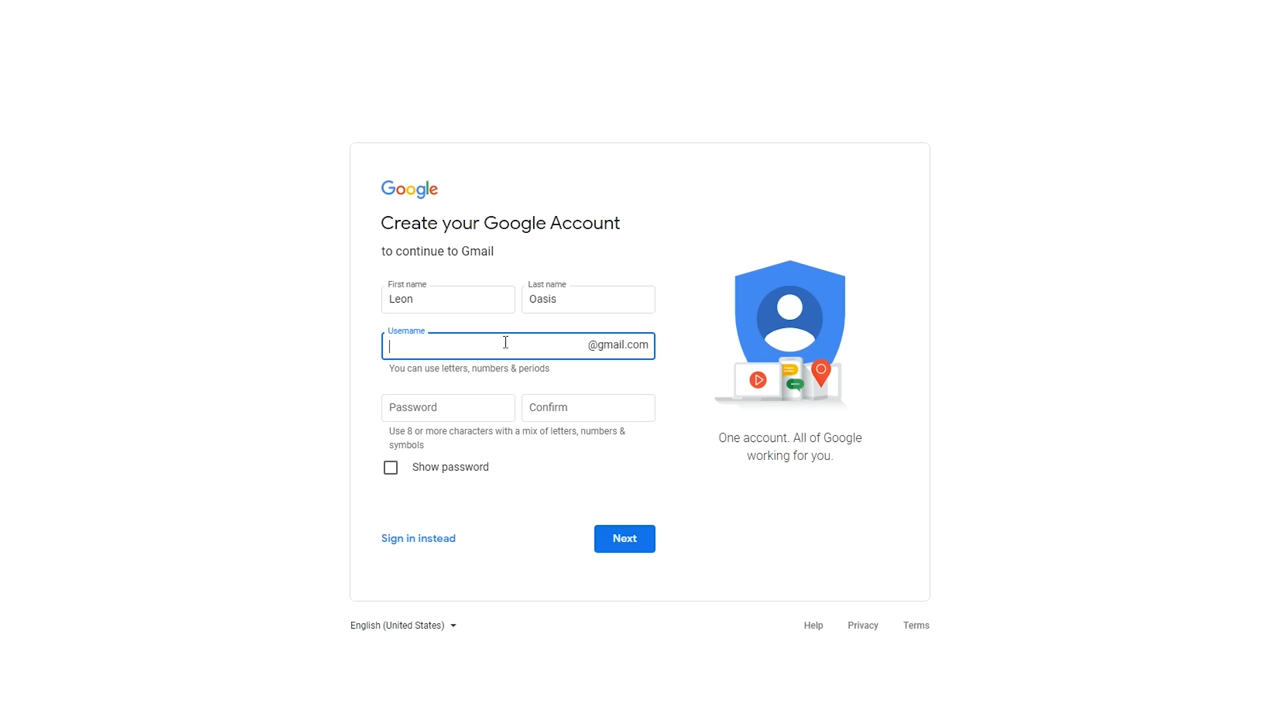 Google
Create your Google Account
to continue to Gmail
First name
Last name
Leon
Oasis
Username
@gmail.com
You can use letters, numbers & periods
Password
Confirm
Use 8 or more characters with a mix of letters, numbers &
symbols
Show password
One account. All of Google
working for you.
Sign in instead
Next
English (United States)
Help
Privacy
Terms